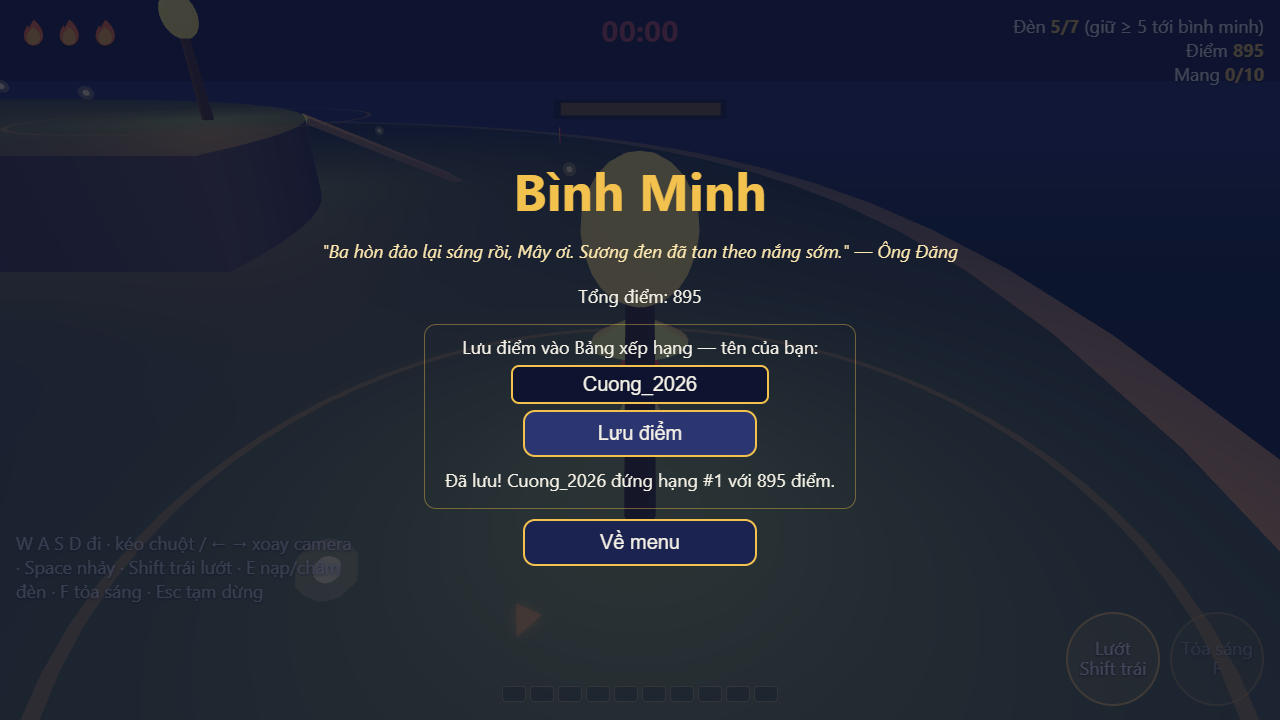 00:00
Đèn 5/7 (giữ ≥ 5 tới bình minh)
Điểm 895
Mang 0/10
Bình Minh
"Ba hòn đảo lại sáng rồi, Mây ơi. Sương đen đã tan theo nắng sớm." — Ông Đăng
Tổng điểm: 895
Lưu điểm vào Bảng xếp hạng — tên của bạn:
Cuong_2026
Lưu điểm
Đã lưu! Cuong_2026 đứng hạng #1 với 895 điểm.
Về menu
W A S D đi · kéo chuột / ← → xoay camera
· Space nhảy · Shift trái lướt · E nạp/châm
đèn · F tỏa sáng · Esc tạm dừng
Lướt
Shift trái
Tỏa sáng
F